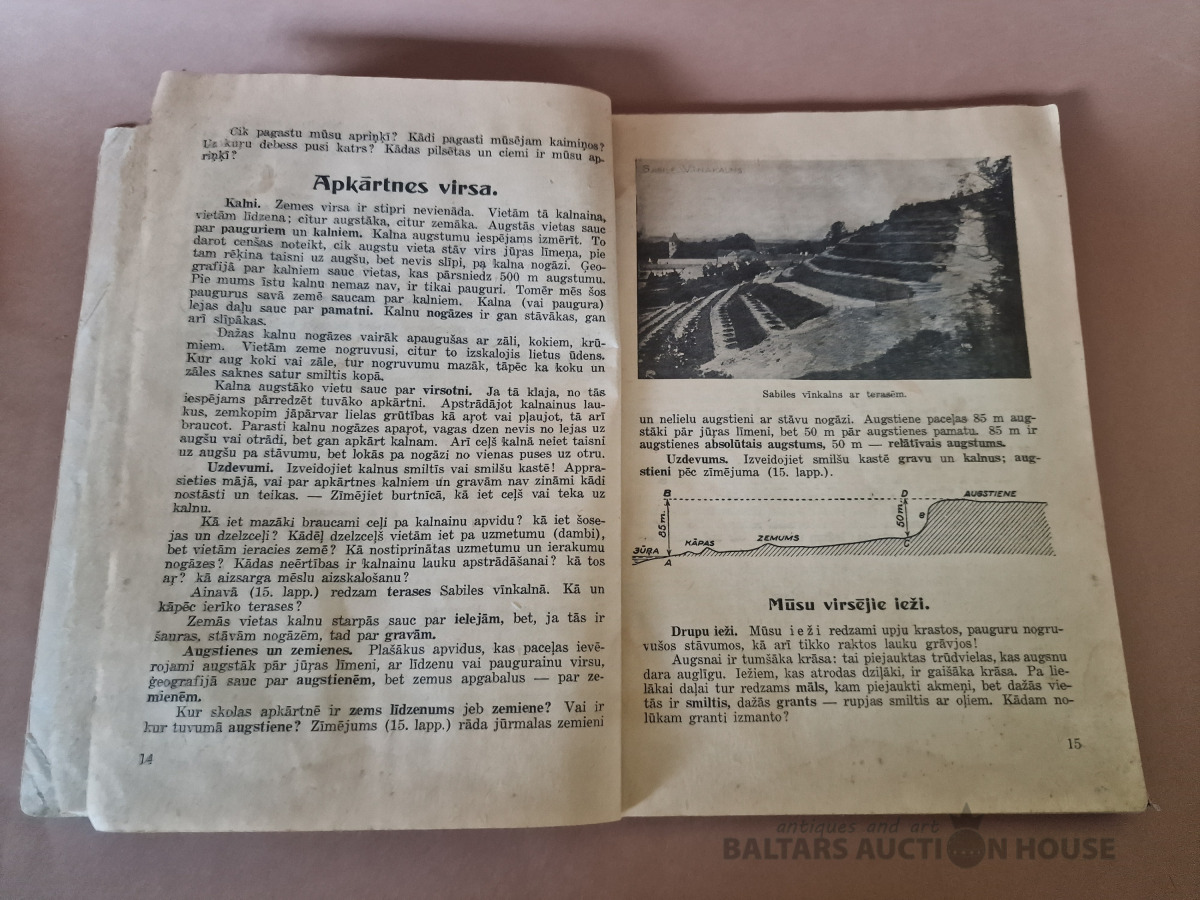 Cik pagastu mūsu apriņķī? Kādi pagasti mūsējam kaimiņos?
Uz kuru debess pusi katrs? Kādas pilsētas un ciemi ir mūsu ap-
riņķī?
Apkārtnes virsa.
Kalni. Zemes virsa ir stipri nevienāda. Vietām tā kalnaina,
vietām līdzena; citur augstāka, citur zemāka. Augstās vietas sauc
par pauguriem un kalniem. Kalna augstumu iespējams izmērīt. To
darot cenšas noteikt, cik augstu vieta stāv virs jūras līmeņa, pie
tam rēķina taisni uz augšu, bet nevis slīpi, pa kalna nogāzi. Ģeo-
grafijā par kalniem sauc vietas, kas pārsniedz 500 m augstumu.
Pie mums īstu kalnu nemaz nav, ir tikai pauguri. Tomēr mēs šos
paugurus savā zemē saucam par kalniem. Kalna (vai paugura)
lejas daļu sauc par pamatni. Kalnu nogāzes ir gan stāvākas, gan
arī slīpākas.
Dažas kalnu nogāzes vairāk apaugušas ar zāli, kokiem, krū-
miem. Vietām zeme nogruvusi, citur to izskalojis lietus ūdens.
Kur aug koki vai zāle, tur nogruvumu mazāk, tāpēc ka koku un
zāles saknes satur smiltis kopā.
Kalna augstāko vietu sauc par virsotni. Ja tā klaja, no tās
iespējams pārredzēt tuvāko apkārtni. Apstrādājot kalnainus lau-
kus, zemkopim jāpārvar lielas grūtības kā aŗot vai pļaujot, tā arī
braucot. Parasti kalnu nogāzes apaŗot, vagas dzen nevis no lejas uz
augšu vai otrādi, bet gan apkārt kalnam. Arī ceļš kalnā neiet taisni
uz augšu pa stāvumu, bet lokās pa nogāzi no vienas puses uz otru.
Uzdevumi. Izveidojiet kalnus smiltīs vai smilšu kastē! Appra-
sieties mājā, vai par apkārtnes kalniem un gravām nav zināmi kādi
nostāsti un teikas. — Zīmējiet burtnīcā, kā iet ceļš vai teka uz
kalnu.
Kā iet mazāki braucami ceļi pa kalnainu apvidu? kā iet šose-
jas un dzelzceļi? Kādēļ dzelzceļš vietām iet pa uzmetumu (dambi),
bet vietām ieracies zemē? Kā nostiprinātas uzmetumu un ierakumu
nogāzes? Kādas neērtības ir kalnainu lauku apstrādāšanai? kā tos
aŗ? kā aizsarga mēslu aizskalošanu?
Ainavā (15. lapp.) redzam terases Sabiles vīnkalnā. Kā un
kāpēc ierīko terases?
Zemās vietas kalnu starpās sauc par ielejām, bet, ja tās ir
šauras, stāvām nogāzēm, tad par gravām.
Augstienes un zemienes. Plašākus apvidus, kas paceļas ievē-
rojami augstāk pār jūras līmeni, ar līdzenu vai paugurainu virsu,
ģeografijā sauc par augstienēm, bet zemus apgabalus — par ze-
mienēm.
Kur skolas apkārtnē ir zems līdzenums jeb zemiene? Vai ir
kur tuvumā augstiene? Zīmējums (15. lapp.) rāda jūrmalas zemieni
14
Sabiles vīnkalns ar terasēm.
un nelielu augstieni ar stāvu nogāzi. Augstiene paceļas 85 m aug-
stāki pār jūras līmeni, bet 50 m pār augstienes pamatu. 85 m ir
augstienes absolūtais augstums, 50 m — relātīvais augstums.
Uzdevums. Izveidojiet smilšu kastē gravu un kalnus; aug-
stieni pēc zīmējuma (15. lapp.).
B D AUGSTIENE
85 m. 50 m. e
JŪRA KĀPAS ZEMUMS C
A
Mūsu virsējie ieži.
Drupu ieži. Mūsu ieži redzami upju krastos, pauguru nogru-
vušos stāvumos, kā arī tikko raktos lauku grāvjos!
Augsnai ir tumšāka krāsa: tai piejauktas trūdvielas, kas augsnu
dara auglīgu. Iežiem, kas atrodas dziļāki, ir gaišāka krāsa. Pa lie-
lākai daļai tur redzams māls, kam piejaukti akmeņi, bet dažās vie-
tās ir smiltis, dažās grants — rupjas smiltis ar oļiem. Kādam no-
lūkam granti izmanto?
15
antiques and art
BALTARS AUCTION HOUSE